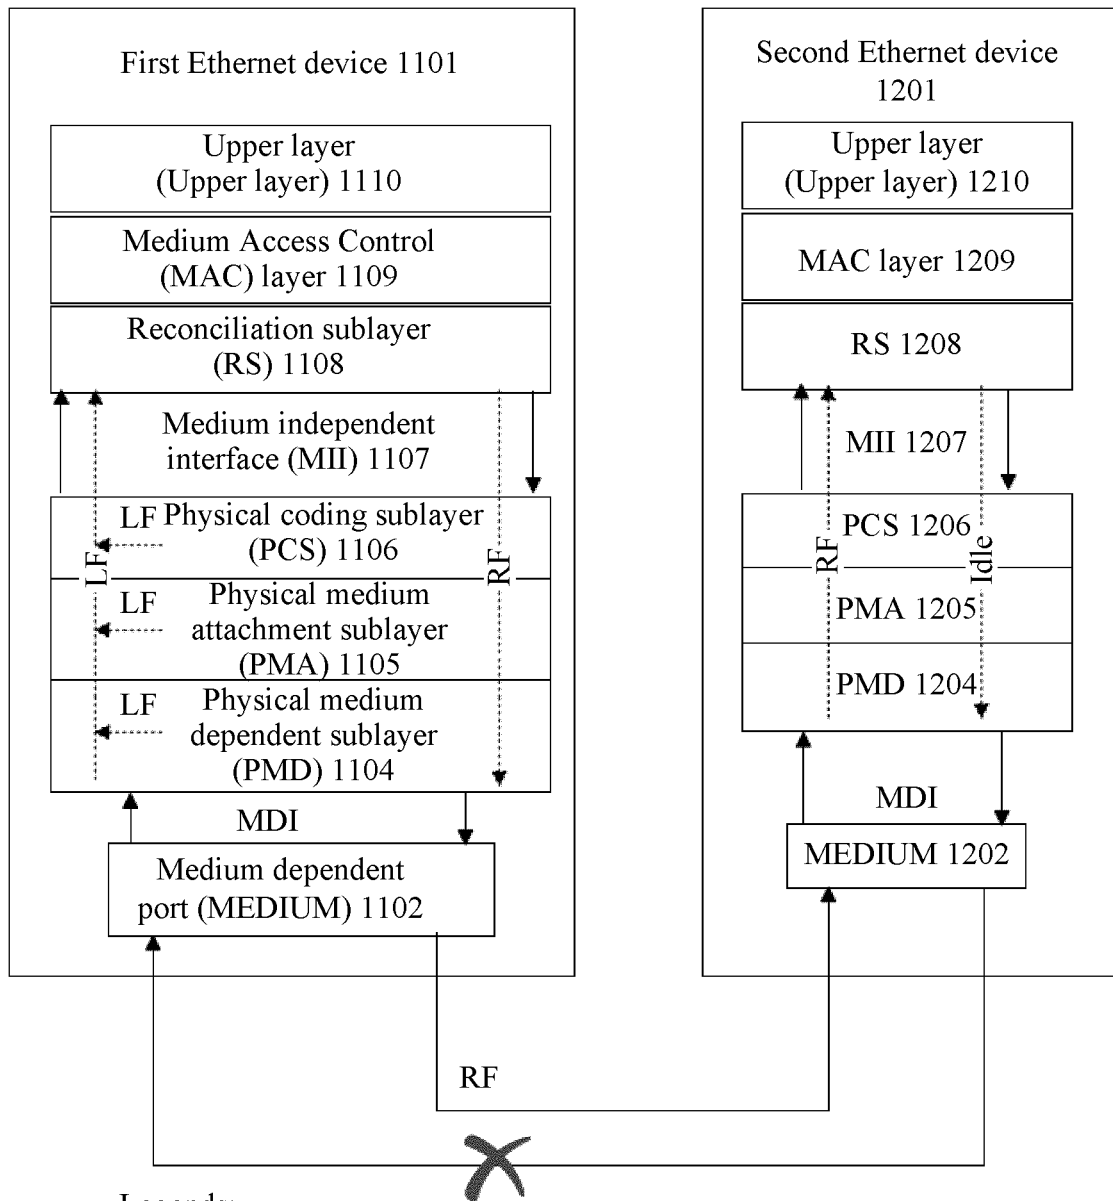 First Ethernet device 1101
Upper layer
(Upper layer) 1110
Medium Access Control
(MAC) layer 1109
Reconciliation sublayer
(RS) 1108
Medium independent
interface (MII) 1107
LF
Physical coding sublayer
(PCS) 1106
LF
RF
LF
Physical medium
attachment sublayer
(PMA) 1105
LF
Physical medium
dependent sublayer
(PMD) 1104
MDI
Medium dependent
port (MEDIUM) 1102
Second Ethernet device
1201
Upper layer
(Upper layer) 1210
MAC layer 1209
RS 1208
MII 1207
PCS 1206
RF
Idle
PMA 1205
PMD 1204
MDI
MEDIUM 1202
RF